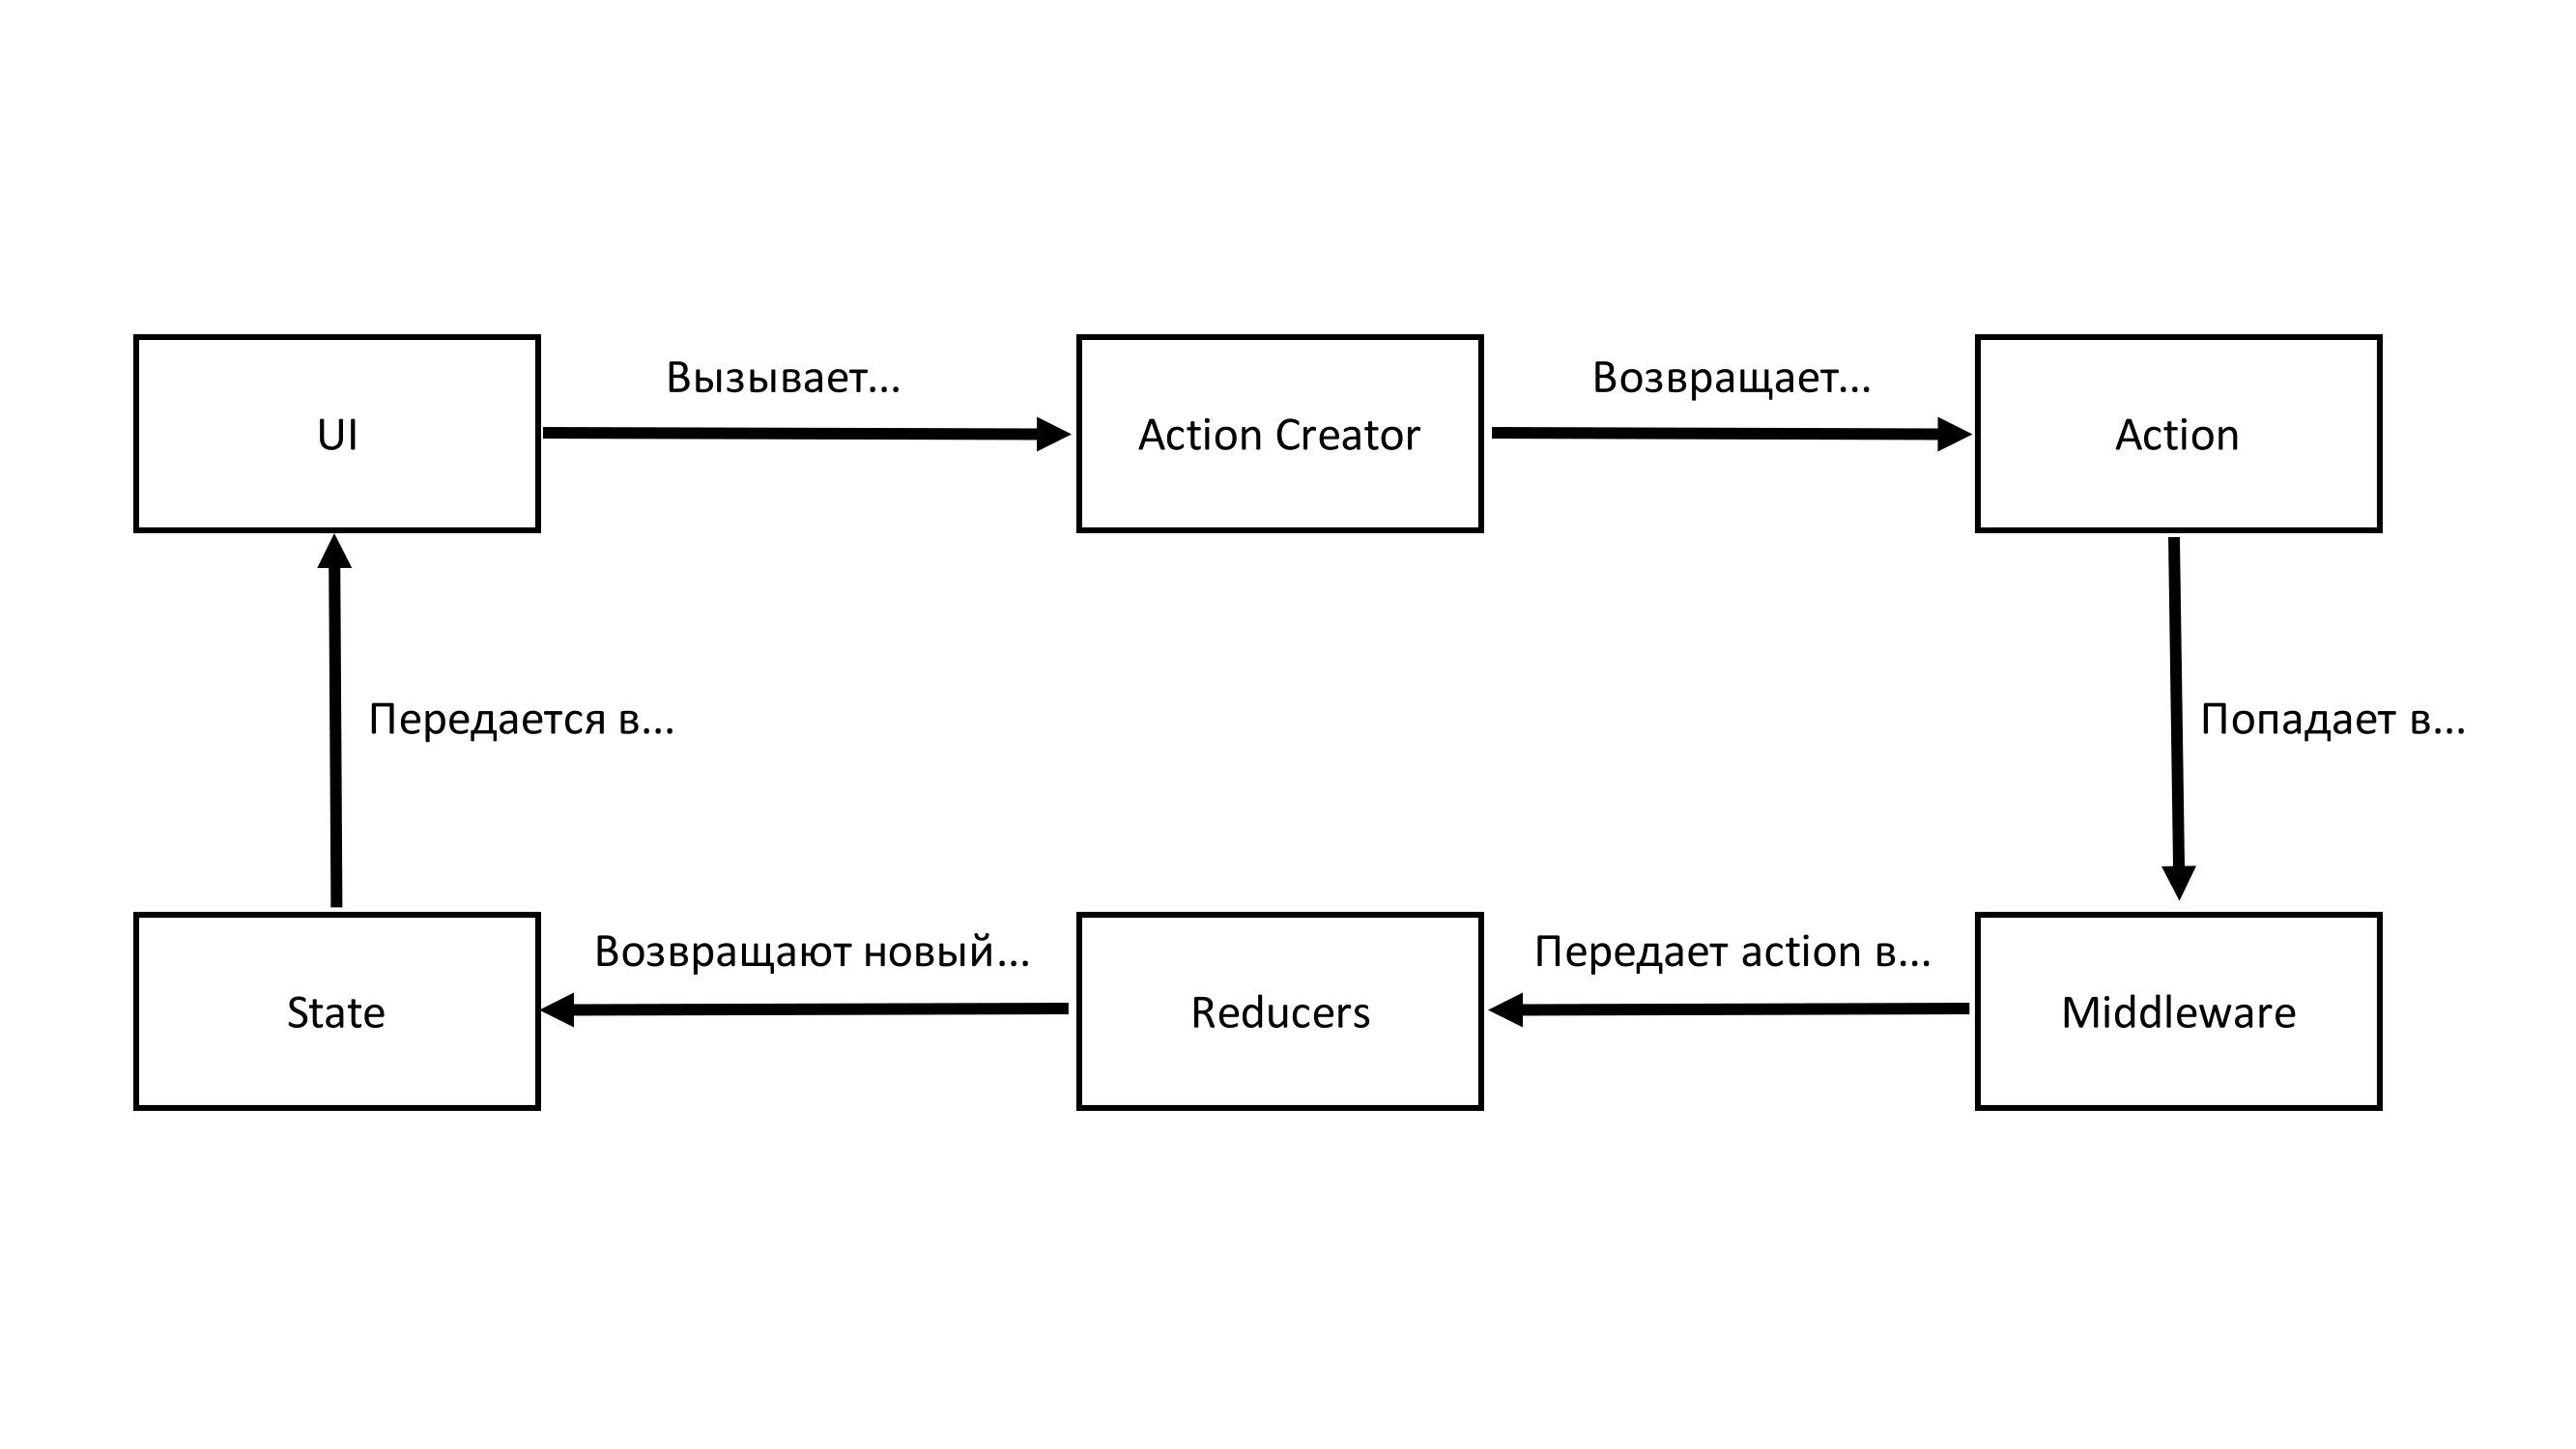 UI
Вызывает...
Action Creator
Возвращает...
Action
Передается в...
Попадает в...
State
Возвращают новый...
Reducers
Передает action в...
Middleware